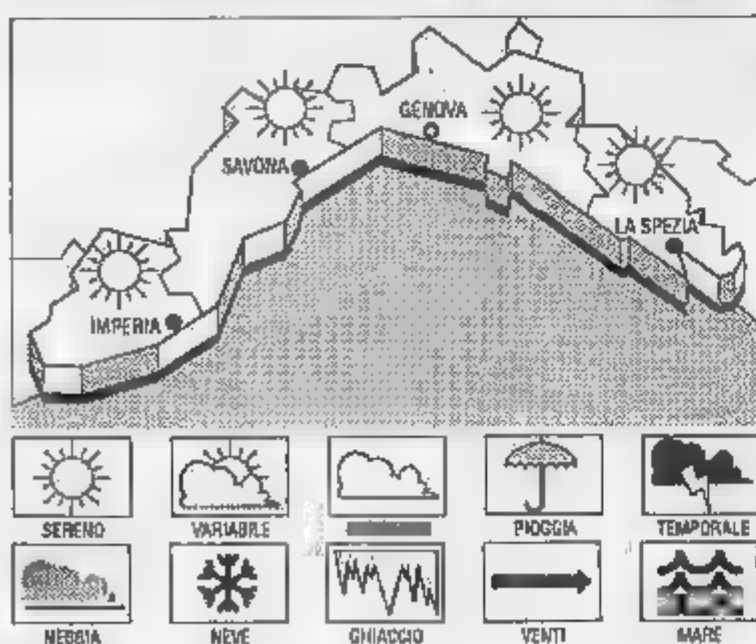 GENOVA
SAVONA
LA SPEZIA
IMPERIA
SERENO VARIABILE PIOGGIA TEMPORALE
NEBBIA NEVE GHIACCIO VENTI MARE